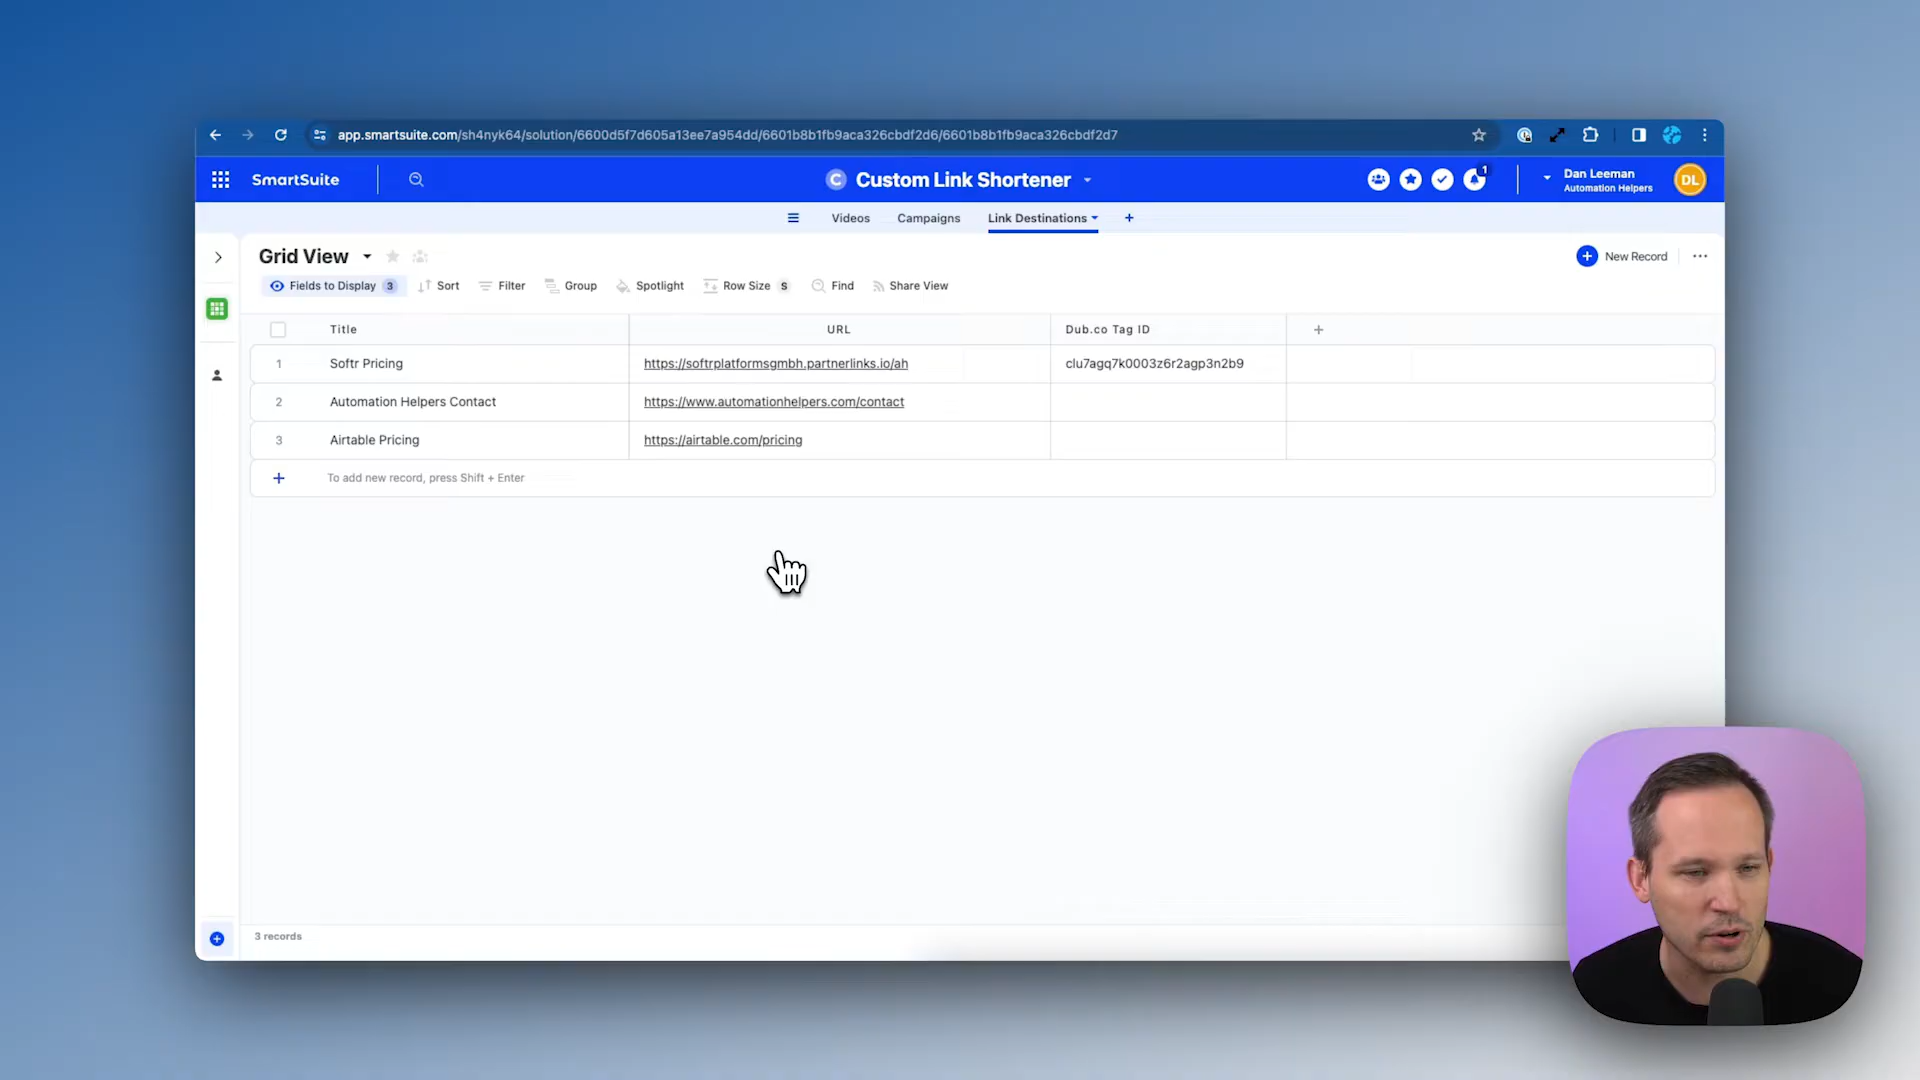 app.smartsuite.com/sh4nyk64/solution/6600d5f7d605a13ee7a954dd/6601b8b1fb9aca326cbdf2d6/6601b8b1fb9aca326cbdf2d7
SmartSuite
C Custom Link Shortener
1
Dan Leeman
Automation Helpers
DL
Videos Campaigns Link Destinations +
Grid View
New Record
Fields to Display 3 Sort Filter Group Spotlight Row Size S Find Share View
Title URL Dub.co Tag ID +
1 Softr Pricing https://softrplatformsgmbh.partnerlinks.io/ah clu7agq7k0003z6r2agp3n2b9
2 Automation Helpers Contact https://www.automationhelpers.com/contact
3 Airtable Pricing https://airtable.com/pricing
+ To add new record, press Shift + Enter
3 records